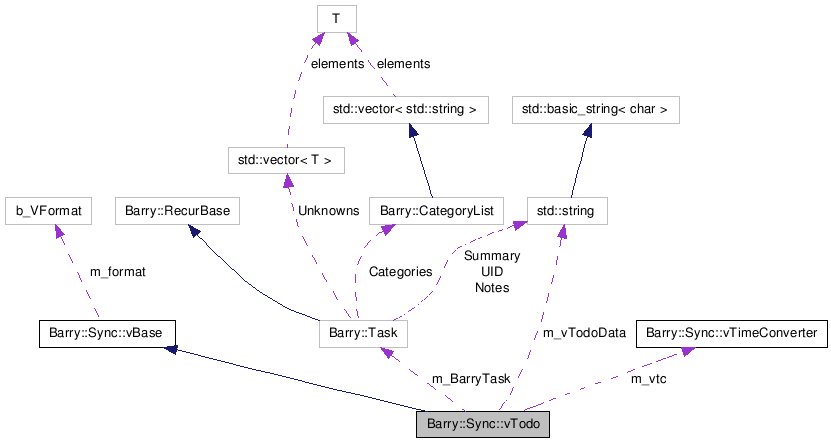 T
elements
elements
std::vector< std::string >
std::basic_string< char >
std::vector< T >
b_VFormat
Barry::RecurBase
Unknowns
Barry::CategoryList
std::string
m_format
Categories
Summary
UID
Notes
Barry::Sync::vBase
Barry::Task
m_vTodoData
Barry::Sync::vTimeConverter
m_BarryTask
m_vtc
Barry::Sync::vTodo